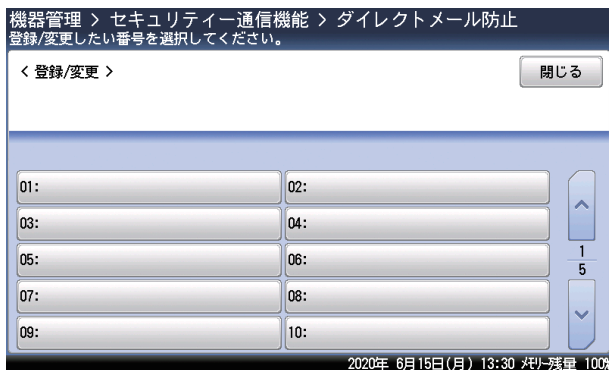 機器管理 > セキュリティー通信機能 > ダイレクトメール防止
登録/変更したい番号を選択してください。
< 登録/変更 >
閉じる
01:
02:
03:
04:
05:
06:
07:
08:
09:
10:
1
5
2020年 6月15日(月) 13:30 メモリー残量 100%